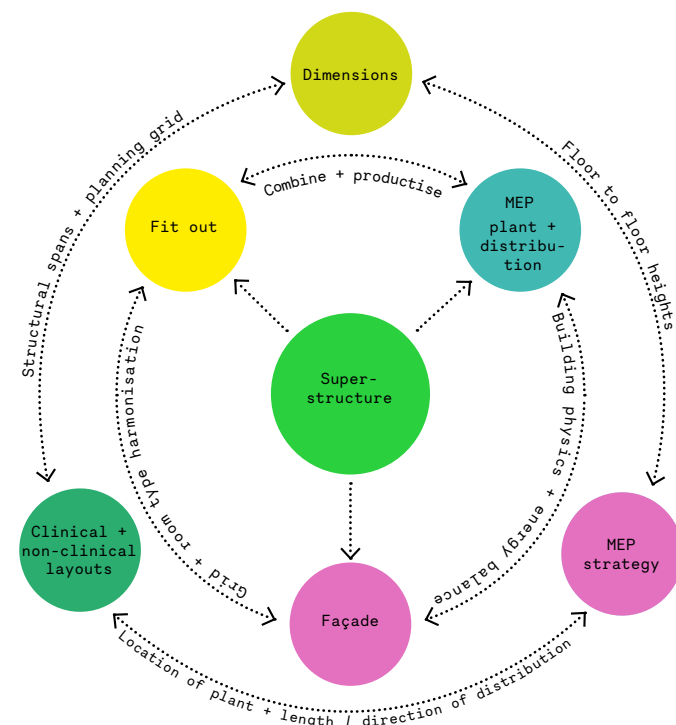 Dimensions
Structural spans + planning grid
Floor to floor heights
Combine + productise
Fit out
MEP
plant +
distribu-
tion
Super-
structure
Grid + room type harmonisation
Building physics + energy balance
Clinical +
non-clinical
layouts
Façade
MEP
strategy
Location of plant + length / direction of distribution